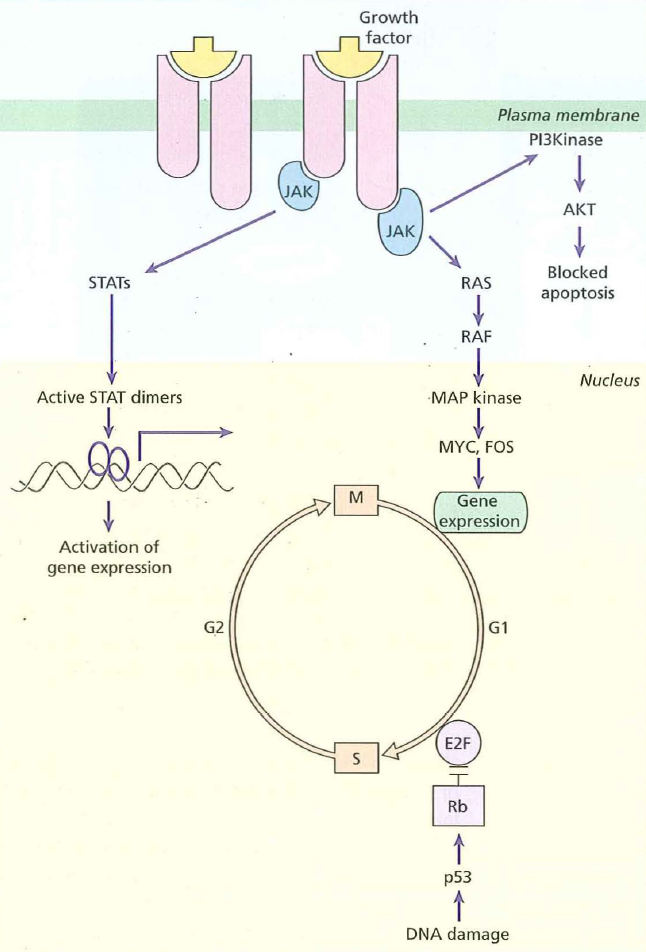 Growth
factor
Plasma membrane
PI3Kinase
JAK
AKT
JAK
STATs
RAS
Blocked
apoptosis
RAF
Nucleus
Active STAT dimers
MAP kinase
MYC, FOS
M
Gene
expression
Activation of
gene expression
G2
G1
E2F
S
Rb
p53
DNA damage